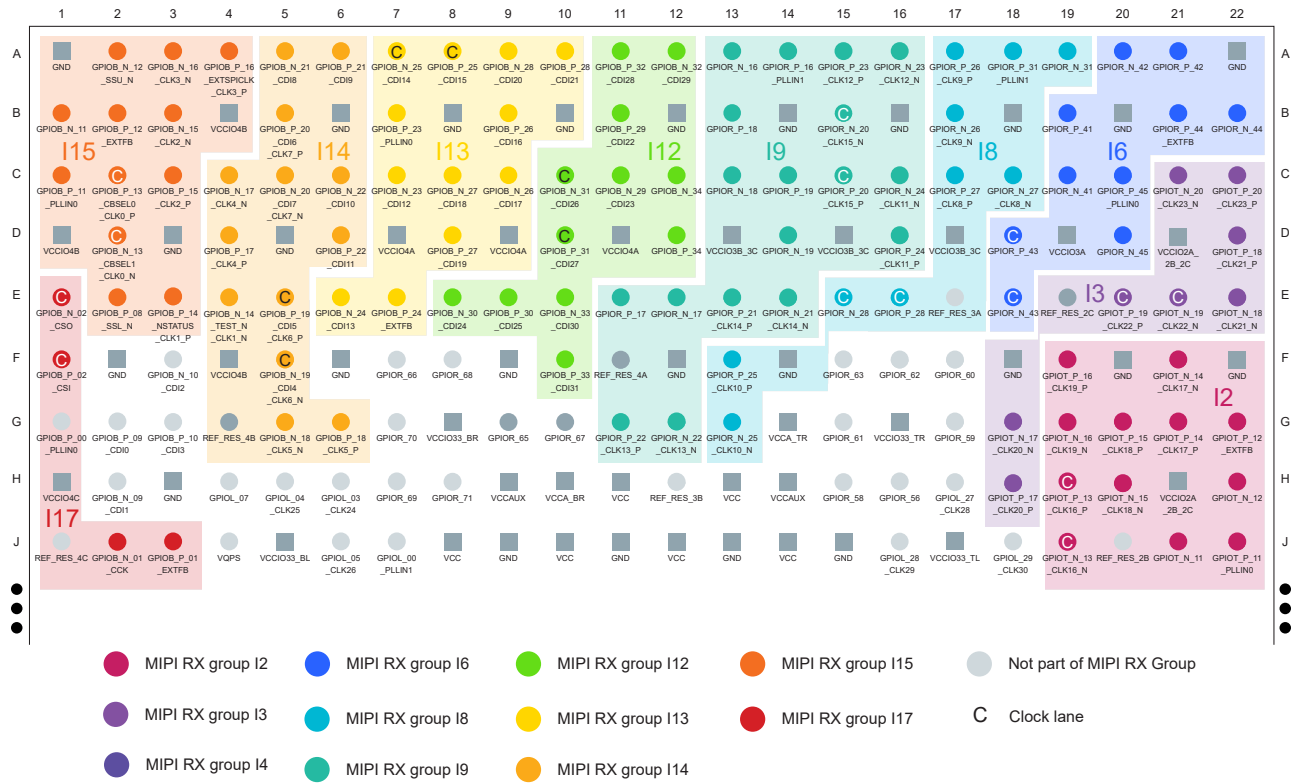 1 2 3 4 5 6 7 8 9 10 11 12 13 14 15 16 17 18 19 20 21 22
A C C A
GND GPIOB_N_12 GPIOB_N_16 GPIOB_P_16 GPIOB_N_21 GPIOB_P_21 GPIOB_N_25 GPIOB_P_25 GPIOB_N_28 GPIOB_P_28 GPIOB_P_32 GPIOB_N_32 GPIOR_N_16 GPIOR_P_16 GPIOR_P_23 GPIOR_N_23 GPIOR_P_26 GPIOR_P_31 GPIOR_N_31 GPIOR_N_42 GPIOR_P_42 GND
_SSU_N _CLK3_N _EXTSPICLK _CDI8 _CDI9 _CDI14 _CDI15 _CDI20 _CDI21 _CDI28 _CDI29 _PLLIN1 _CLK12_P _CLK12_N _CLK9_P _PLLIN1
_CLK3_P
B C B
GPIOB_N_11 GPIOB_P_12 GPIOB_N_15 VCCIO4B GPIOB_P_20 GND GPIOB_P_23 GND GPIOB_P_26 GND GPIOB_P_29 GND GPIOR_P_18 GND GPIOR_N_20 GND GPIOR_N_26 GND GPIOR_P_41 GND GPIOR_P_44 GPIOR_N_44
_EXTFB _CLK2_N _CDI6 _PLLIN0 _CDI16 _CDI22 _CLK15_N _CLK9_N _EXTFB
_CLK7_P
I15 I14 I13 I12 I9 I8 I6
C C C C C
GPIOB_P_11 GPIOB_P_13 GPIOB_P_15 GPIOB_N_17 GPIOB_N_20 GPIOB_N_22 GPIOB_N_23 GPIOB_N_27 GPIOB_N_26 GPIOB_N_31 GPIOB_N_29 GPIOB_N_34 GPIOR_N_18 GPIOR_P_19 GPIOR_P_20 GPIOR_N_24 GPIOR_P_27 GPIOR_N_27 GPIOR_N_41 GPIOR_P_45 GPIOT_N_20 GPIOT_P_20
_PLLIN0 _CBSEL0 _CLK2_P _CLK4_N _CDI7 _CDI10 _CDI12 _CDI18 _CDI17 _CDI26 _CDI23 _CLK15_P _CLK11_N _CLK8_P _CLK8_N _PLLIN0 _CLK23_N _CLK23_P
_CLK0_P _CLK7_N
D C C C D
VCCIO4B GPIOB_N_13 GND GPIOB_P_17 GND GPIOB_P_22 VCCIO4A GPIOB_P_27 VCCIO4A GPIOB_P_31 VCCIO4A GPIOB_P_34 VCCIO3B_3C GPIOR_N_19 VCCIO3B_3C GPIOR_P_24 VCCIO3B_3C GPIOR_P_43 VCCIO3A GPIOR_N_45 VCCIO2A_ GPIOT_P_18
_CBSEL1 _CLK4_P _CDI11 _CDI19 _CDI27 _CLK11_P 2B_2C _CLK21_P
_CLK0_N
E C C C C C I3 C C E
GPIOB_N_02 GPIOB_P_08 GPIOB_P_14 GPIOB_N_14 GPIOB_P_19 GPIOB_N_24 GPIOB_P_24 GPIOB_N_30 GPIOB_P_30 GPIOB_N_33 GPIOR_P_17 GPIOR_N_17 GPIOR_P_21 GPIOR_N_21 GPIOR_N_28 GPIOR_P_28 REF_RES_3A GPIOR_N_43 REF_RES_2C GPIOT_P_19 GPIOT_N_19 GPIOT_N_18
_CSO _SSL_N _NSTATUS _TEST_N _CDI5 _CDI13 _EXTFB _CDI24 _CDI25 _CDI30 _CLK14_P _CLK14_N _CLK22_P _CLK22_N _CLK21_N
_CLK1_P _CLK1_N _CLK6_P
F C C F
GPIOB_P_02 GND GPIOB_N_10 VCCIO4B GPIOB_N_19 GND GPIOR_66 GPIOR_68 GND GPIOB_P_33 REF_RES_4A GND GPIOR_P_25 GND GPIOR_63 GPIOR_62 GPIOR_60 GND GPIOT_P_16 GND GPIOT_N_14 GND
_CSI _CDI2 _CDI4 _CDI31 _CLK10_P _CLK19_P _CLK17_N
_CLK6_N
I2
G G
GPIOB_P_00 GPIOB_P_09 GPIOB_P_10 REF_RES_4B GPIOB_N_18 GPIOB_P_18 GPIOR_70 VCCIO33_BR GPIOR_65 GPIOR_67 GPIOR_P_22 GPIOR_N_22 GPIOR_N_25 VCCA_TR GPIOR_61 VCCIO33_TR GPIOR_59 GPIOT_N_17 GPIOT_N_16 GPIOT_P_15 GPIOT_P_14 GPIOT_P_12
_PLLIN0 _CDI0 _CDI3 _CLK5_N _CLK5_P _CLK13_P _CLK13_N _CLK10_N _CLK20_N _CLK19_N _CLK18_P _CLK17_P _EXTFB
H C H
VCCIO4C GPIOB_N_09 GND GPIOL_07 GPIOL_04 GPIOL_03 GPIOR_69 GPIOR_71 VCCAUX VCCA_BR VCC REF_RES_3B VCC VCCAUX GPIOR_58 GPIOR_56 GPIOL_27 GPIOT_P_17 GPIOT_P_13 GPIOT_N_15 VCCIO2A_ GPIOT_N_12
_CDI1 _CLK25 _CLK24 _CLK28 _CLK20_P _CLK16_P _CLK18_N 2B_2C
I17
J C J
REF_RES_4C GPIOB_N_01 GPIOB_P_01 VQPS VCCIO33_BL GPIOL_05 GPIOL_00 VCC GND GND GND VCC GND VCC GND GPIOL_28 VCCIO33_TL GPIOL_29 GPIOT_N_13 REF_RES_2B GPIOT_N_11 GPIOT_P_11
_CCK _EXTFB _CLK26 _PLLIN1 _CLK29 _CLK30 _CLK16_N _PLLIN0
MIPI RX group I2 MIPI RX group I6 MIPI RX group I12 MIPI RX group I15 Not part of MIPI RX Group
MIPI RX group I3 MIPI RX group I8 MIPI RX group I13 MIPI RX group I17 C Clock lane
MIPI RX group I4 MIPI RX group I9 MIPI RX group I14